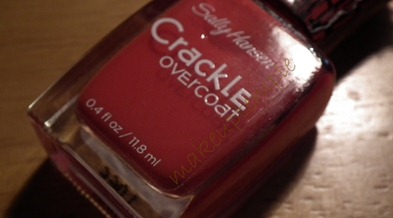 Sally Hansen
Crackle
OVERCOAT
0.4 fl oz / 11.8 ml